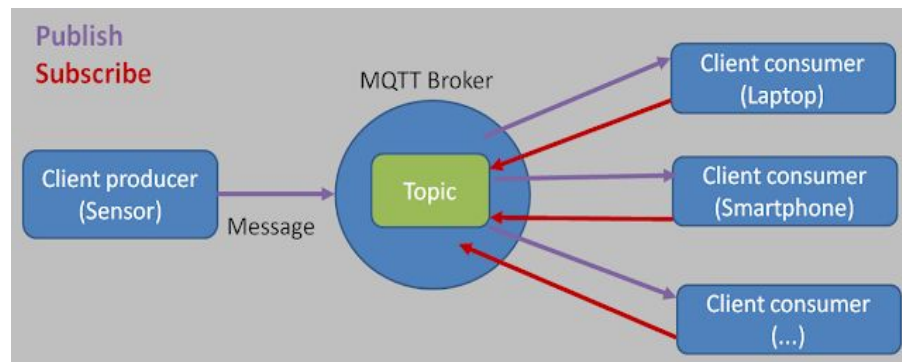 Publish
Subscribe
MQTT Broker
Client consumer
(Laptop)
Client producer
(Sensor)
Message
Topic
Client consumer
(Smartphone)
Client consumer
(...)